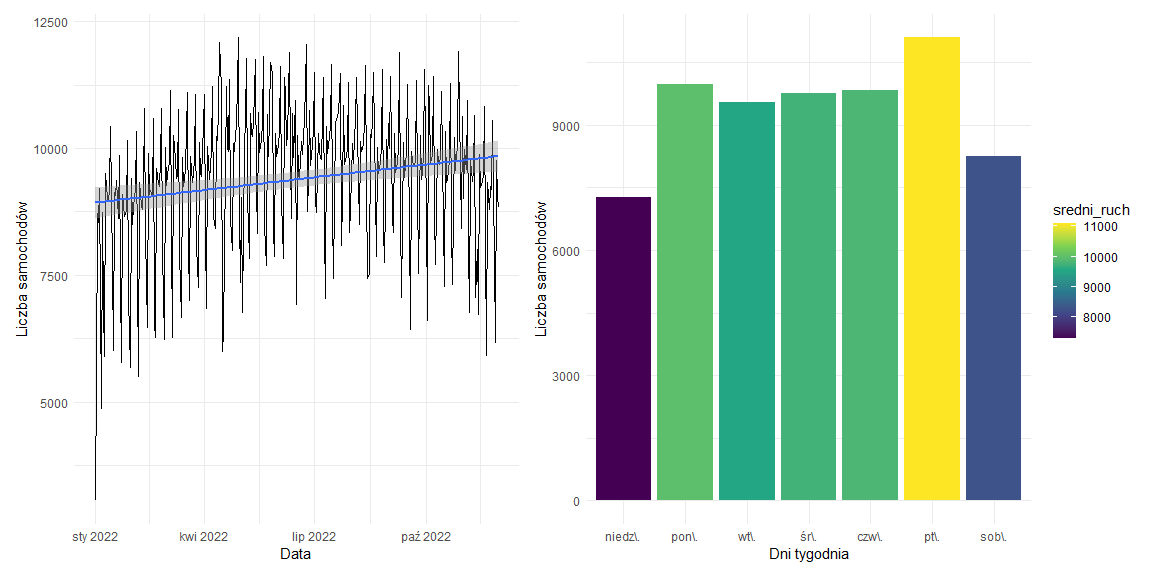 12500
10000
7500
5000
Liczba samochodów
sty 2022
kwi 2022
lip 2022
paź 2022
Data
9000
6000
3000
0
Liczba samochodów
niedz\.
pon\.
wt\.
śr\.
czw\.
pt\.
sob\.
Dni tygodnia
sredni_ruch
11000
10000
9000
8000